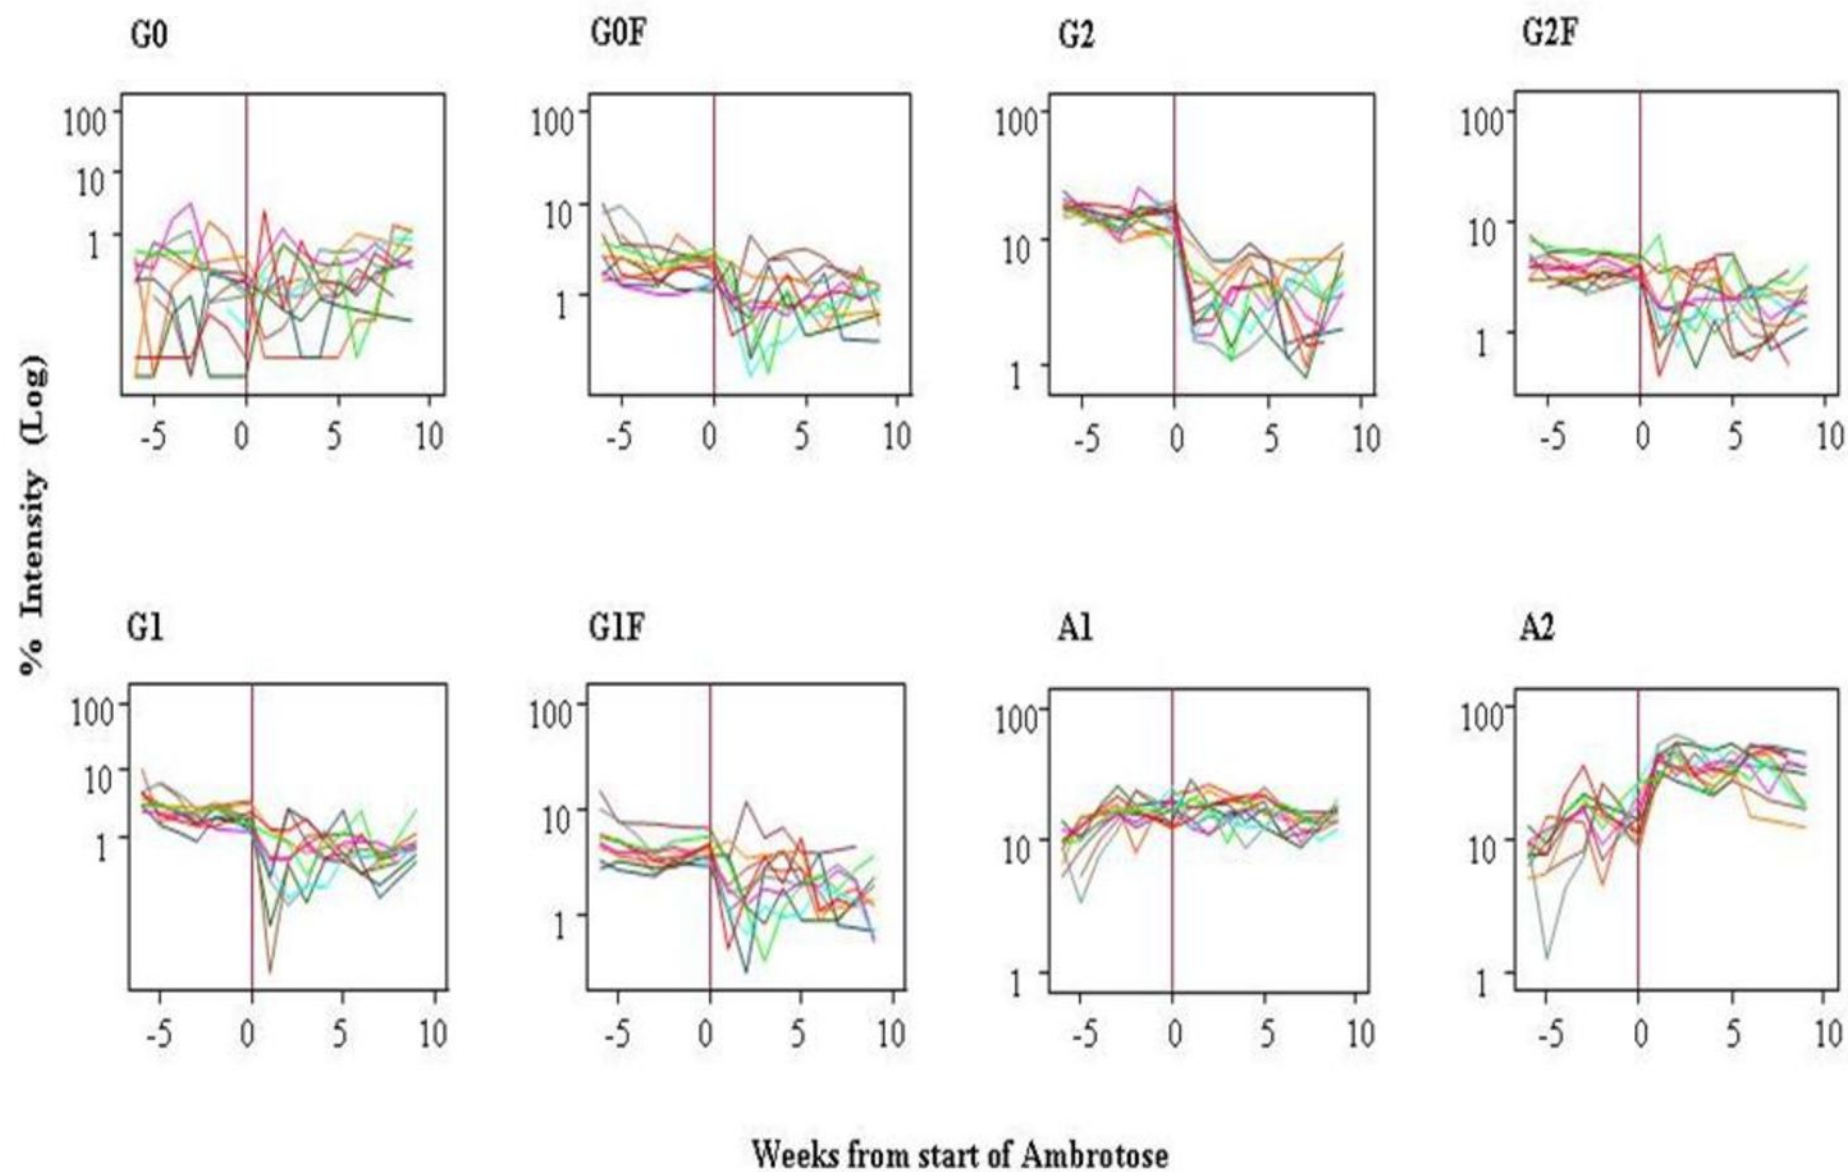 G0 G0F G2 G2F
100 100 100 100
10 10 10 10
1 1 1 1
-5 0 5 10 -5 0 5 10 -5 0 5 10 -5 0 5 10
% Intensity (Log)
G1 G1F A1 A2
100 100 100 100
10 10 10 10
1 1 1 1
-5 0 5 10 -5 0 5 10 -5 0 5 10 -5 0 5 10
Weeks from start of Ambrotose